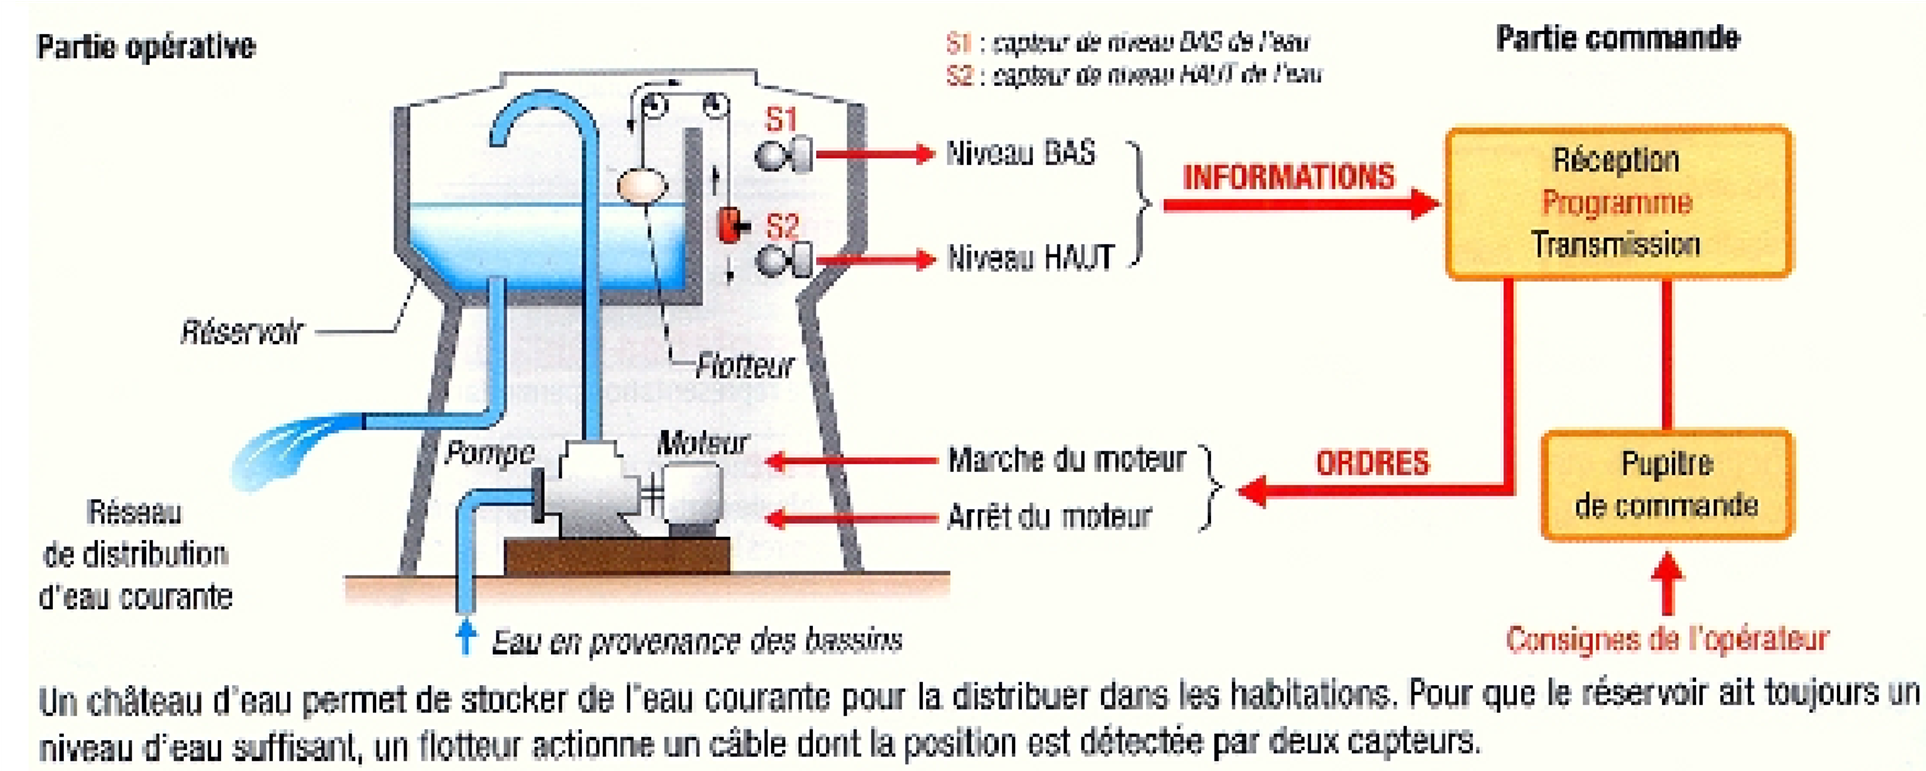 Partie opérative
S1 : capteur de niveau BAS de l'eau
S2 : capteur de niveau HAUT de l'eau
Partie commande
S1
Niveau BAS
S2
Niveau HAUT
INFORMATIONS
Réception
Programme
Transmission
Réservoir
Flotteur
Pompe
Moteur
Marche du moteur
Arrêt du moteur
ORDRES
Pupitre
de commande
Réseau
de distribution
d'eau courante
Eau en provenance des bassins
Consignes de l'opérateur
Un château d'eau permet de stocker de l'eau courante pour la distribuer dans les habitations. Pour que le réservoir ait toujours un
niveau d'eau suffisant, un flotteur actionne un câble dont la position est détectée par deux capteurs.